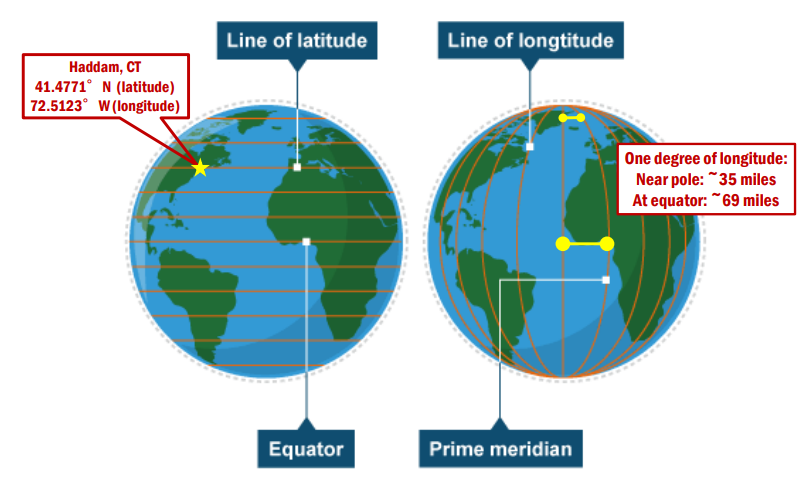 Line of latitude
Line of longtitude
Haddam, CT
41.4771° N (latitude)
72.5123° W (longitude)
One degree of longitude:
Near pole: ~35 miles
At equator: ~69 miles
Equator
Prime meridian